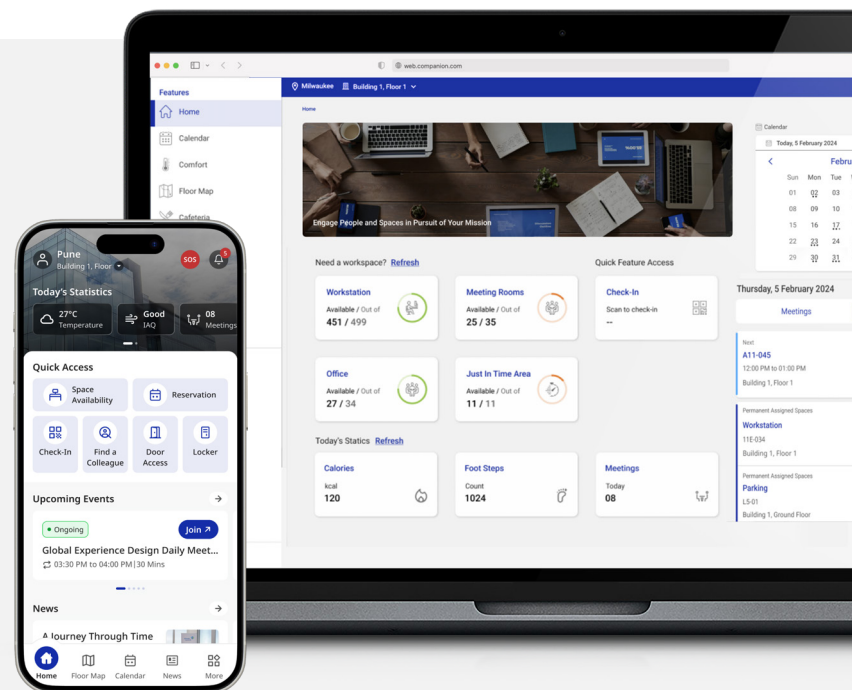 web.companion.com
Features
Home
Calendar
Comfort
Floor Map
Cafeteria
Milwaukee
Building 1, Floor 1
Home
Engage People and Spaces in Pursuit of Your Mission
Need a workspace? Refresh
Workstation
Available / Out of
451 / 499
Meeting Rooms
Available / Out of
25 / 35
Office
Available / Out of
27 / 34
Just In Time Area
Available / Out of
11 / 11
Quick Feature Access
Check-In
Scan to check-in
--
Today's Statics Refresh
Calories
kcal
120
Foot Steps
Count
1024
Meetings
Today
08
Calendar
Today, 5 February 2024
Febru
Sun Mon Tue
01 02 03
08 09 10
15 16 17
22 23 24
29 30 31
Thursday, 5 February 2024
Meetings
Next
A11-045
12:00 PM to 01:00 PM
Building 1, Floor 1
Permanent Assigned Spaces
Workstation
11E-034
Building 1, Floor 1
Permanent Assigned Spaces
Parking
L5-01
Building 1, Ground Floor
Pune
Building 1, Floor
SOS
5
Today's Statistics
27°C
Temperature
Good
IAQ
08
Meetings
Quick Access
Space
Availability
Reservation
Check-In
Find a
Colleague
Door
Access
Locker
Upcoming Events
Ongoing
Join
Global Experience Design Daily Meet...
03:30 PM to 04:00 PM|30 Mins
News
A Journey Through Time
Home
Floor Map
Calendar
News
More